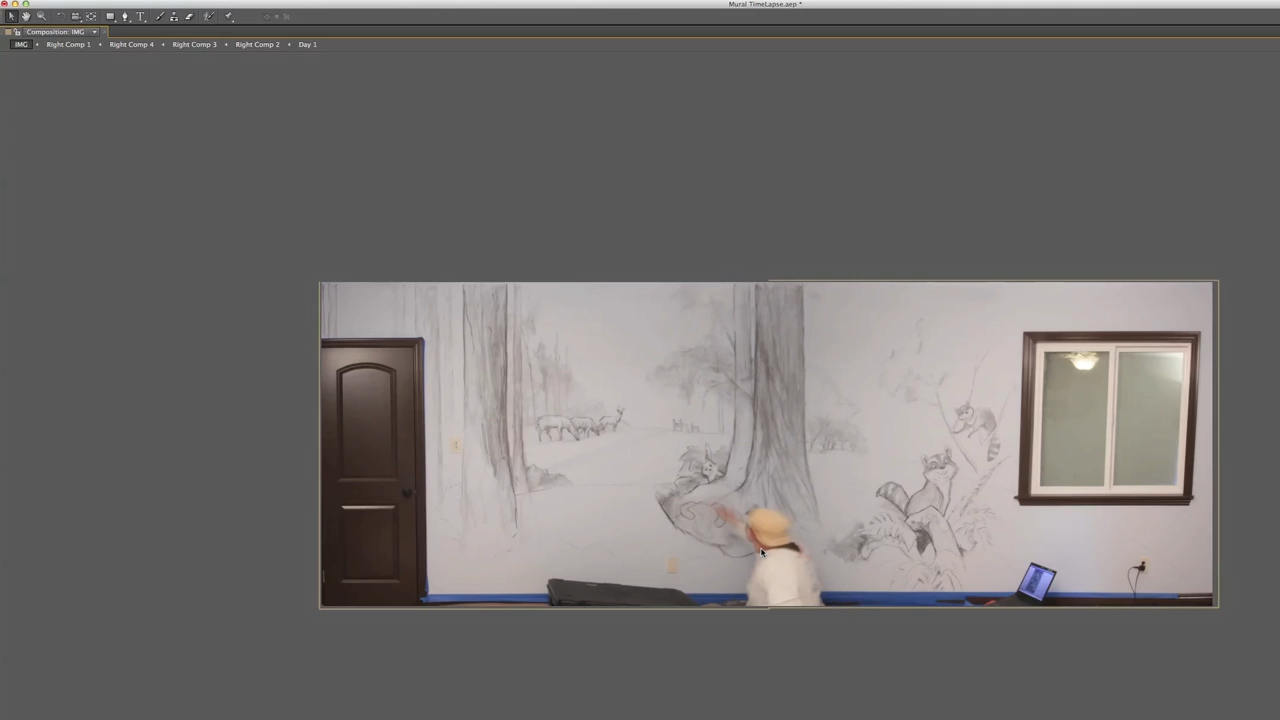 Mural TimeLapse.aep *
Composition: IMG
IMG Right Comp 1 Right Comp 4 Right Comp 3 Right Comp 2 Day 1